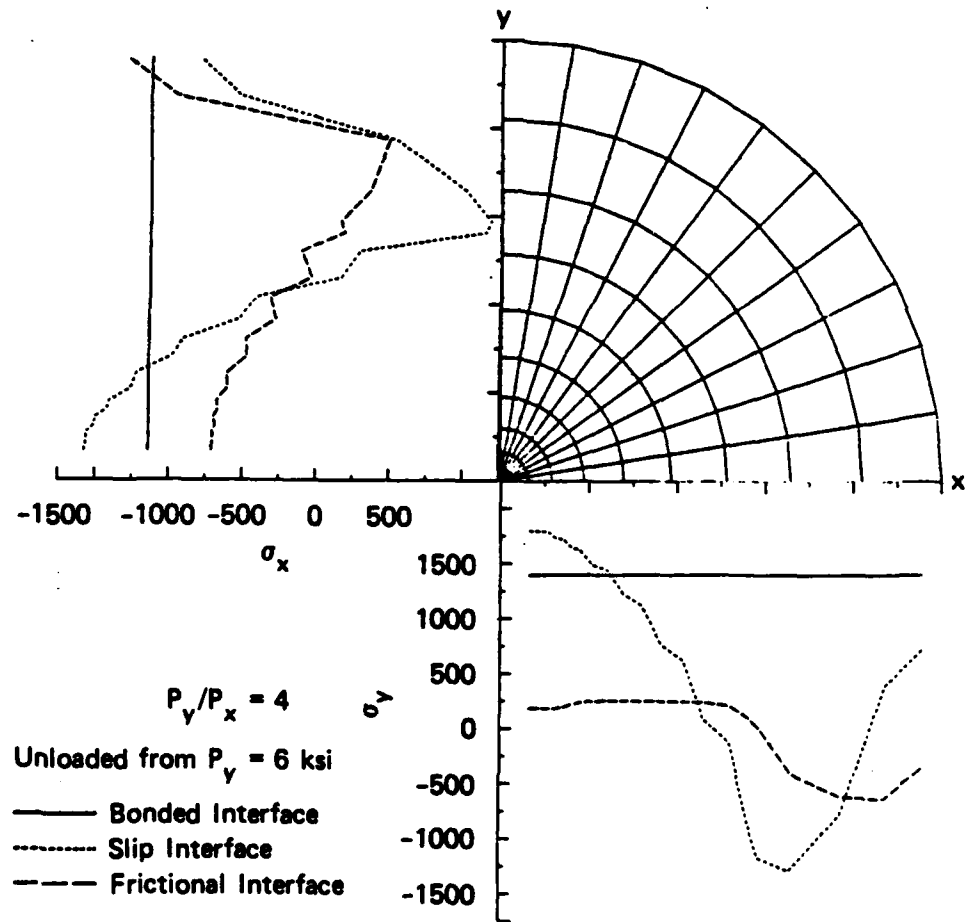 y
x
-1500 -1000 -500 0 500
σx
1500
1000
500
0
-500
-1000
-1500
σy
Py/Px = 4
Unloaded from Py = 6 ksi
Bonded Interface
Slip Interface
Frictional Interface